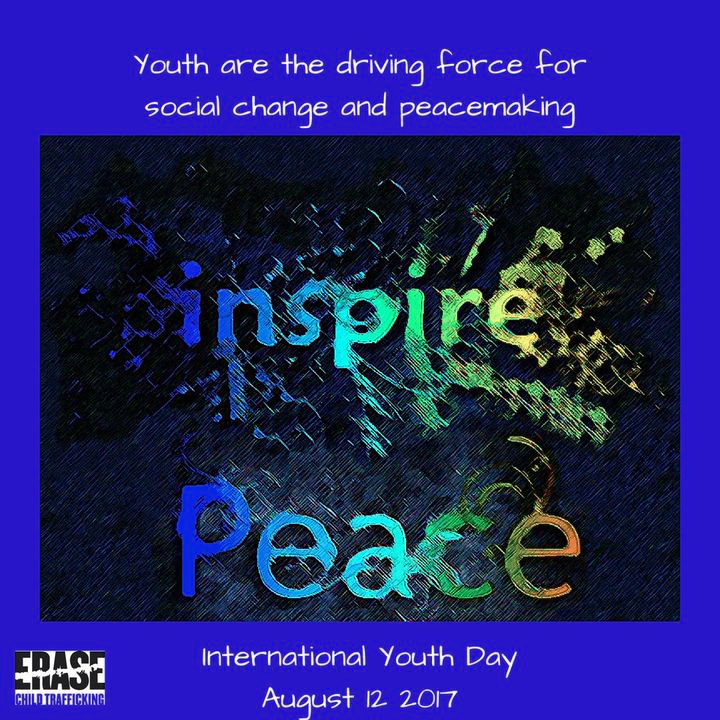 Youth are the driving force for
social change and peacemaking
inspire
Peace
International Youth Day
August 12 2017
ERASE
CHILD TRAFFICKING